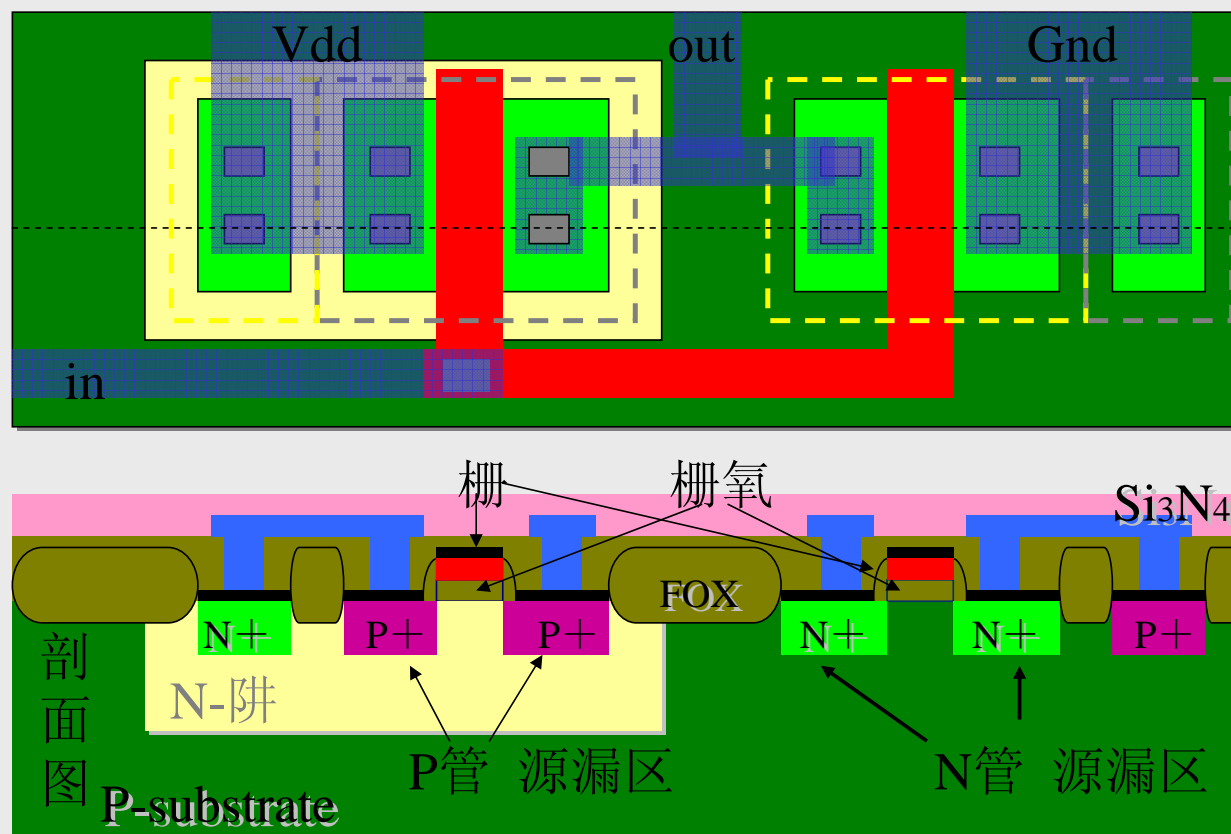 Vdd
out
Gnd
in
栅
栅氧
Si3N4
FOX
N+
P+
P+
N+
N+
P+
剖面图
N-阱
P管 源漏区
N管 源漏区
P-substrate